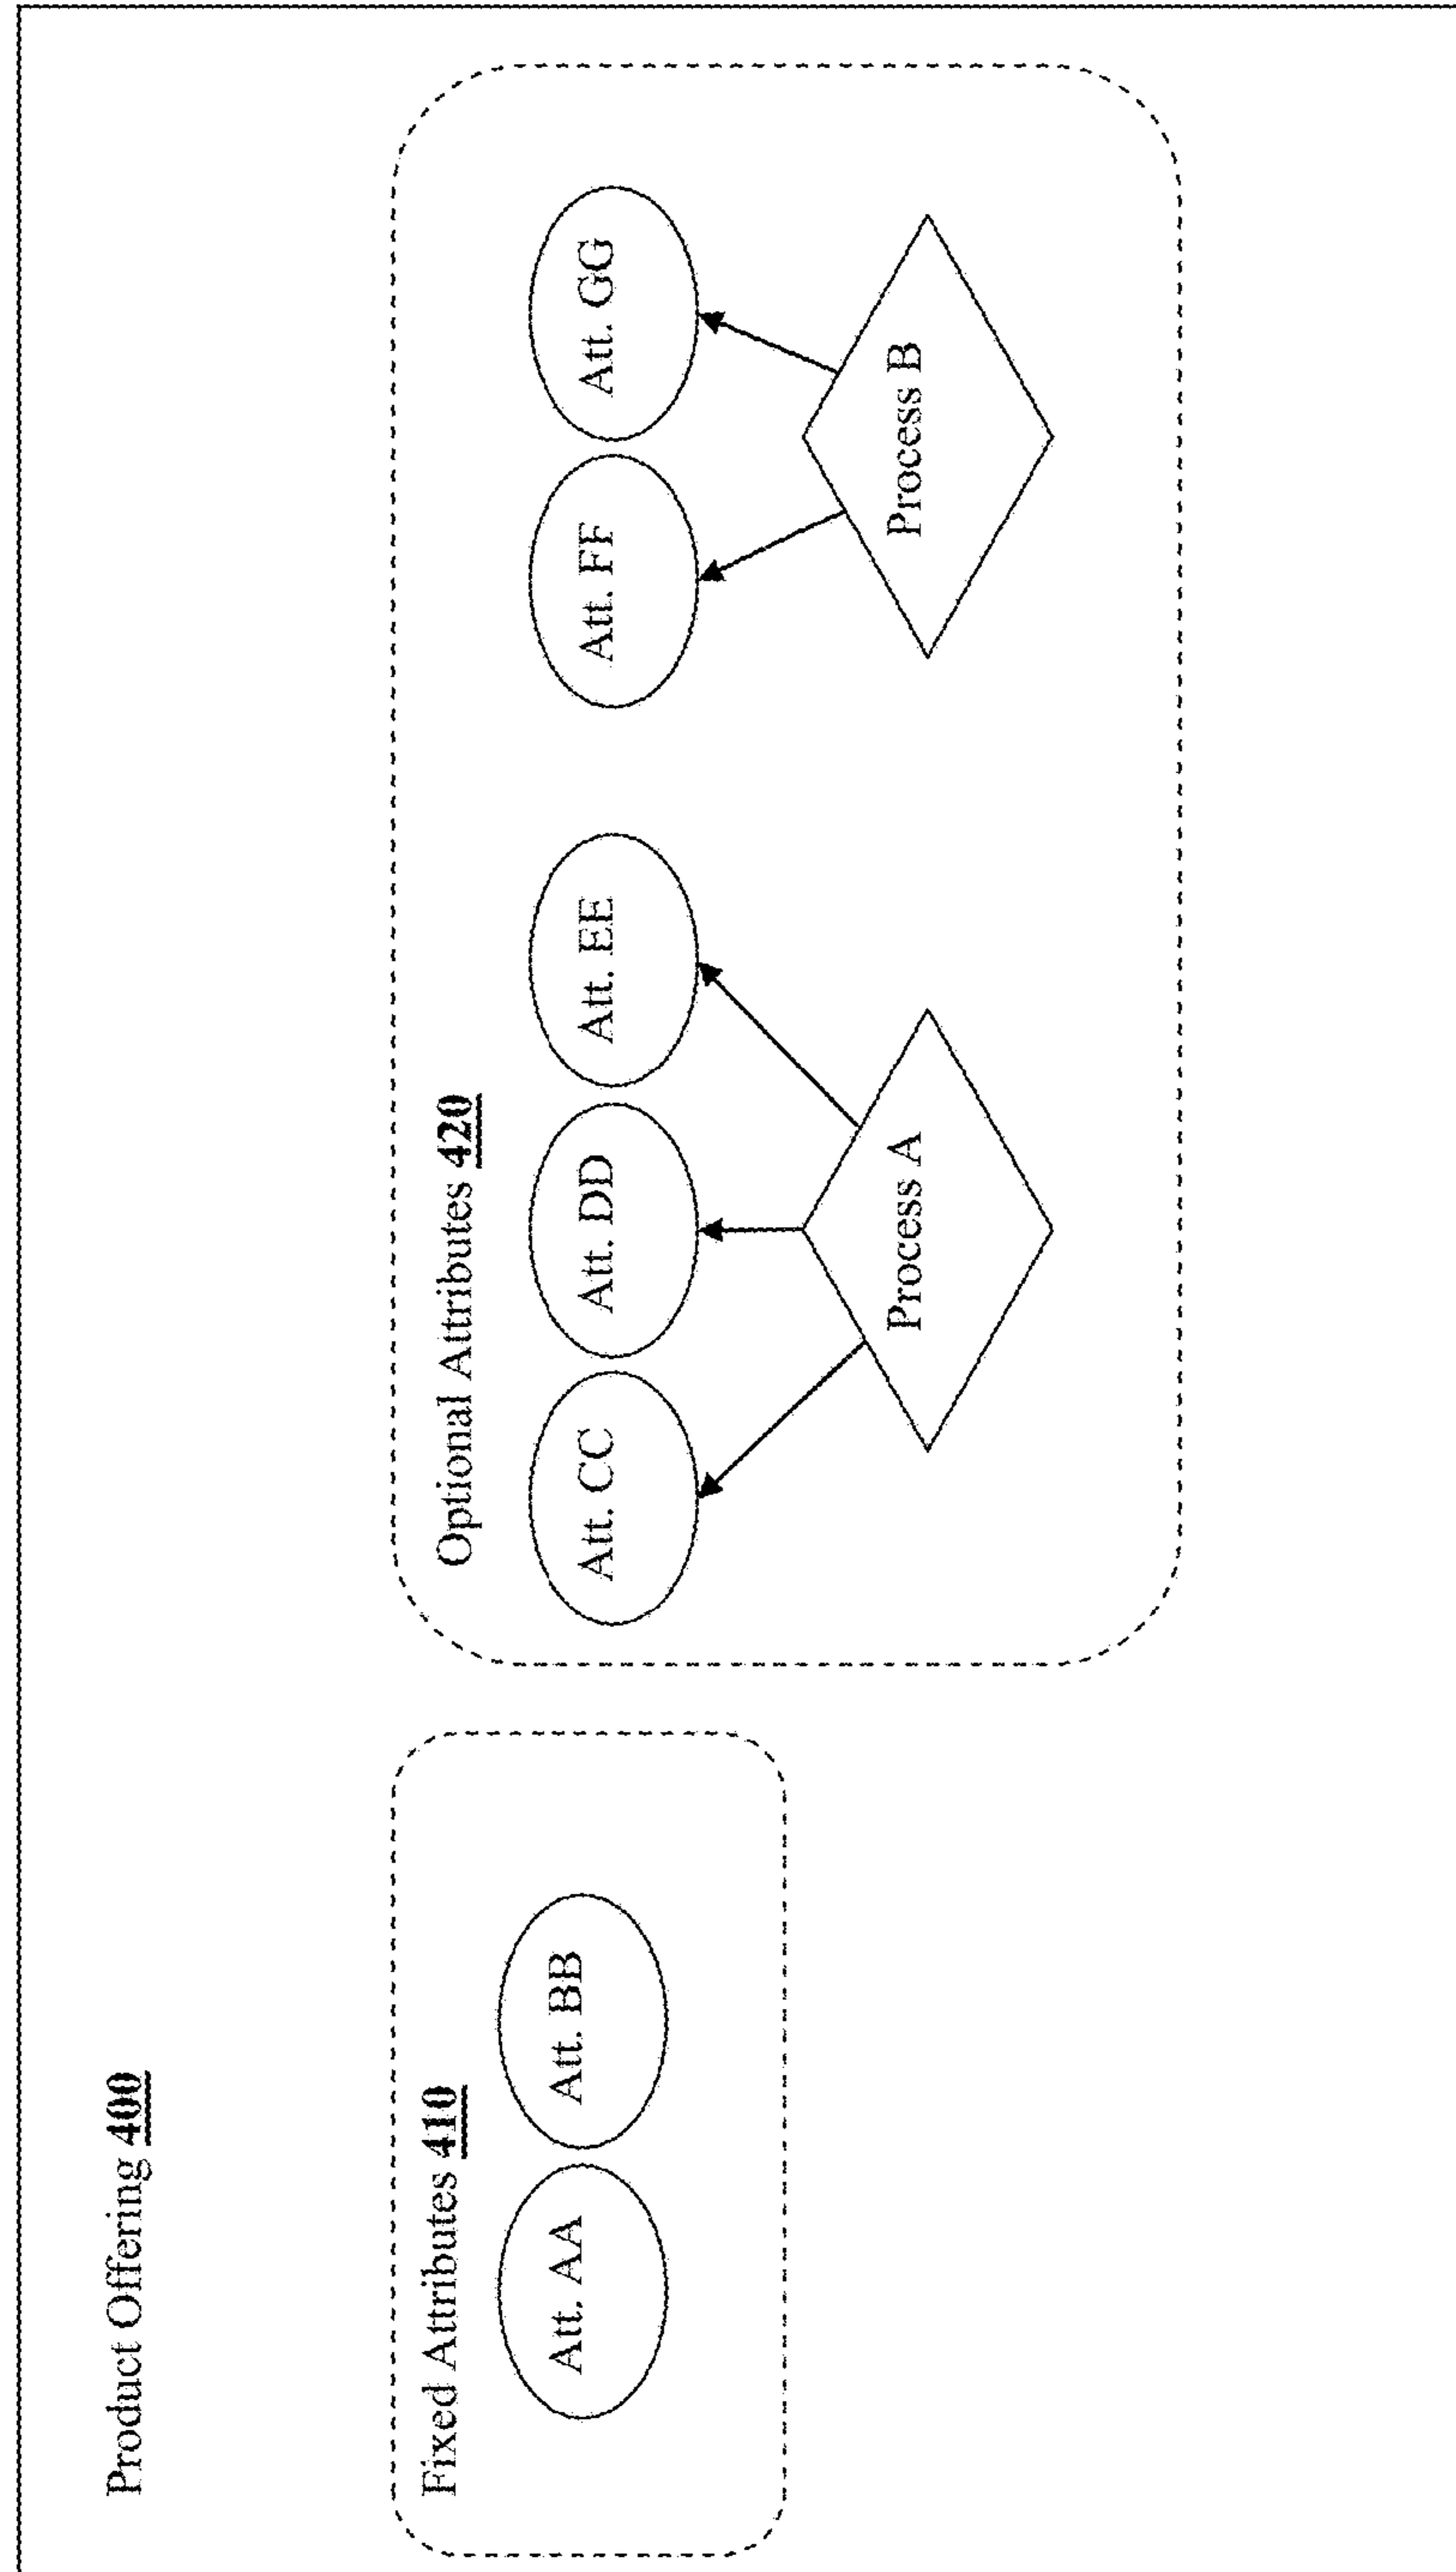 Product Offering 400
Fixed Attributes 410
Att. AA
Att. BB
Optional Attributes 420
Att. CC
Att. DD
Att. EE
Att. FF
Att. GG
Process A
Process B